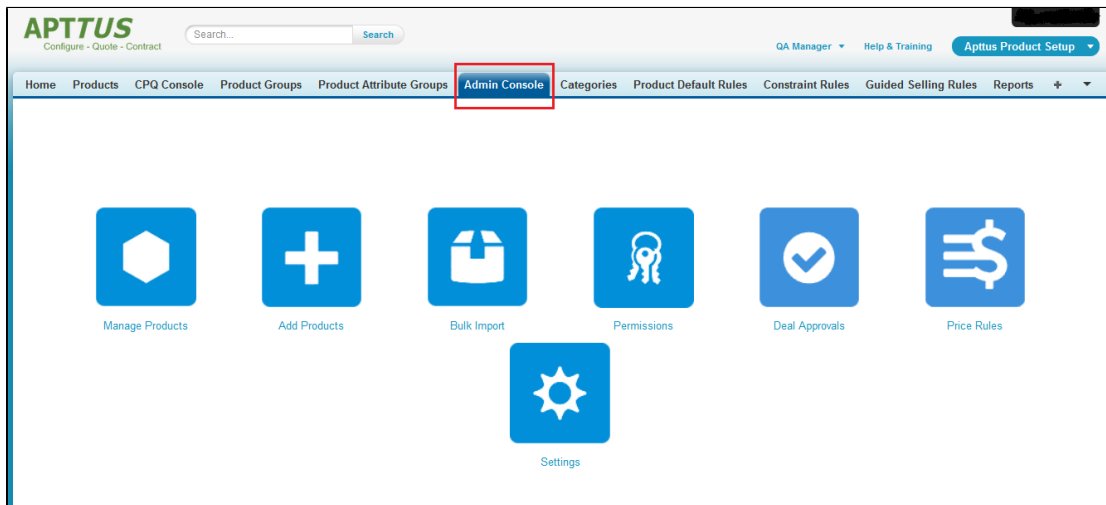 APTTUS
Configure - Quote - Contract
Search...
Search
QA Manager
Help & Training
Apttus Product Setup
Home Products CPQ Console Product Groups Product Attribute Groups Admin Console Categories Product Default Rules Constraint Rules Guided Selling Rules Reports +
Manage Products
Add Products
Bulk Import
Permissions
Deal Approvals
Price Rules
Settings